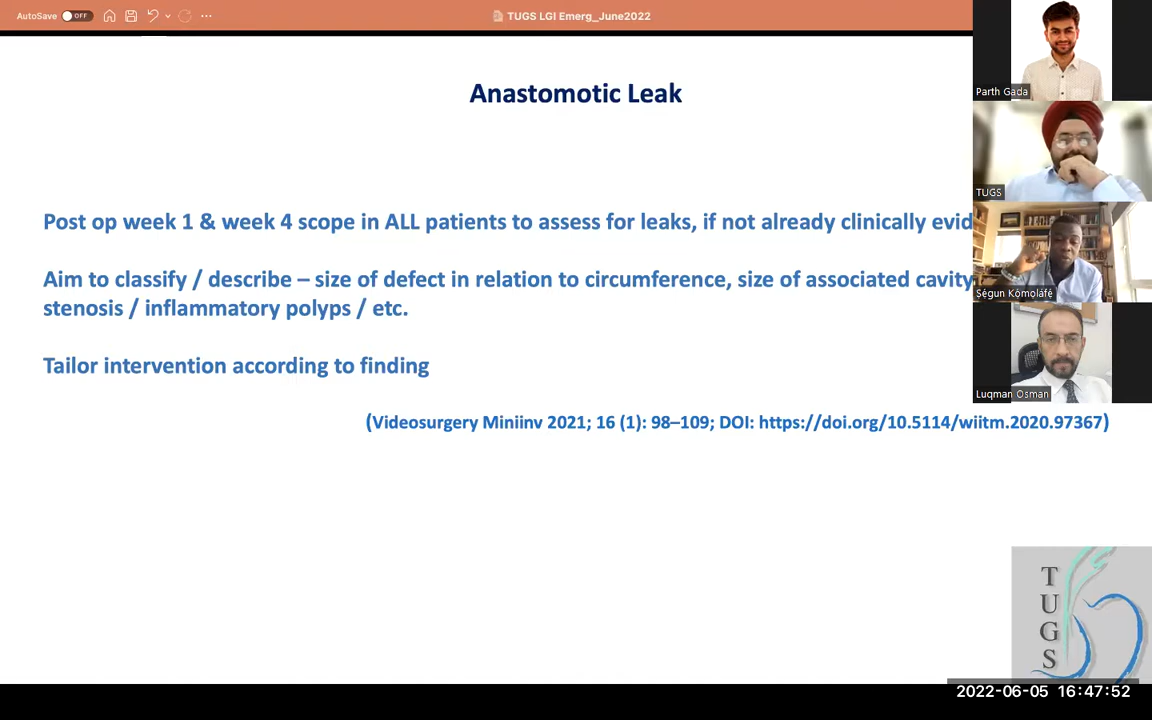 AutoSave OFF
TUGS LGI Emerg_June2022
Anastomotic Leak
Post op week 1 & week 4 scope in ALL patients to assess for leaks, if not already clinically evid
Aim to classify / describe – size of defect in relation to circumference, size of associated cavity
stenosis / inflammatory polyps / etc.
Tailor intervention according to finding
(Videosurgery Miniinv 2021; 16 (1): 98–109; DOI: https://doi.org/10.5114/wiitm.2020.97367)
Parth Gada
TUGS
Ṣẹ́gun Kómoláfẹ́
Luqman Osman
TUGS
2022-06-05 16:47:52